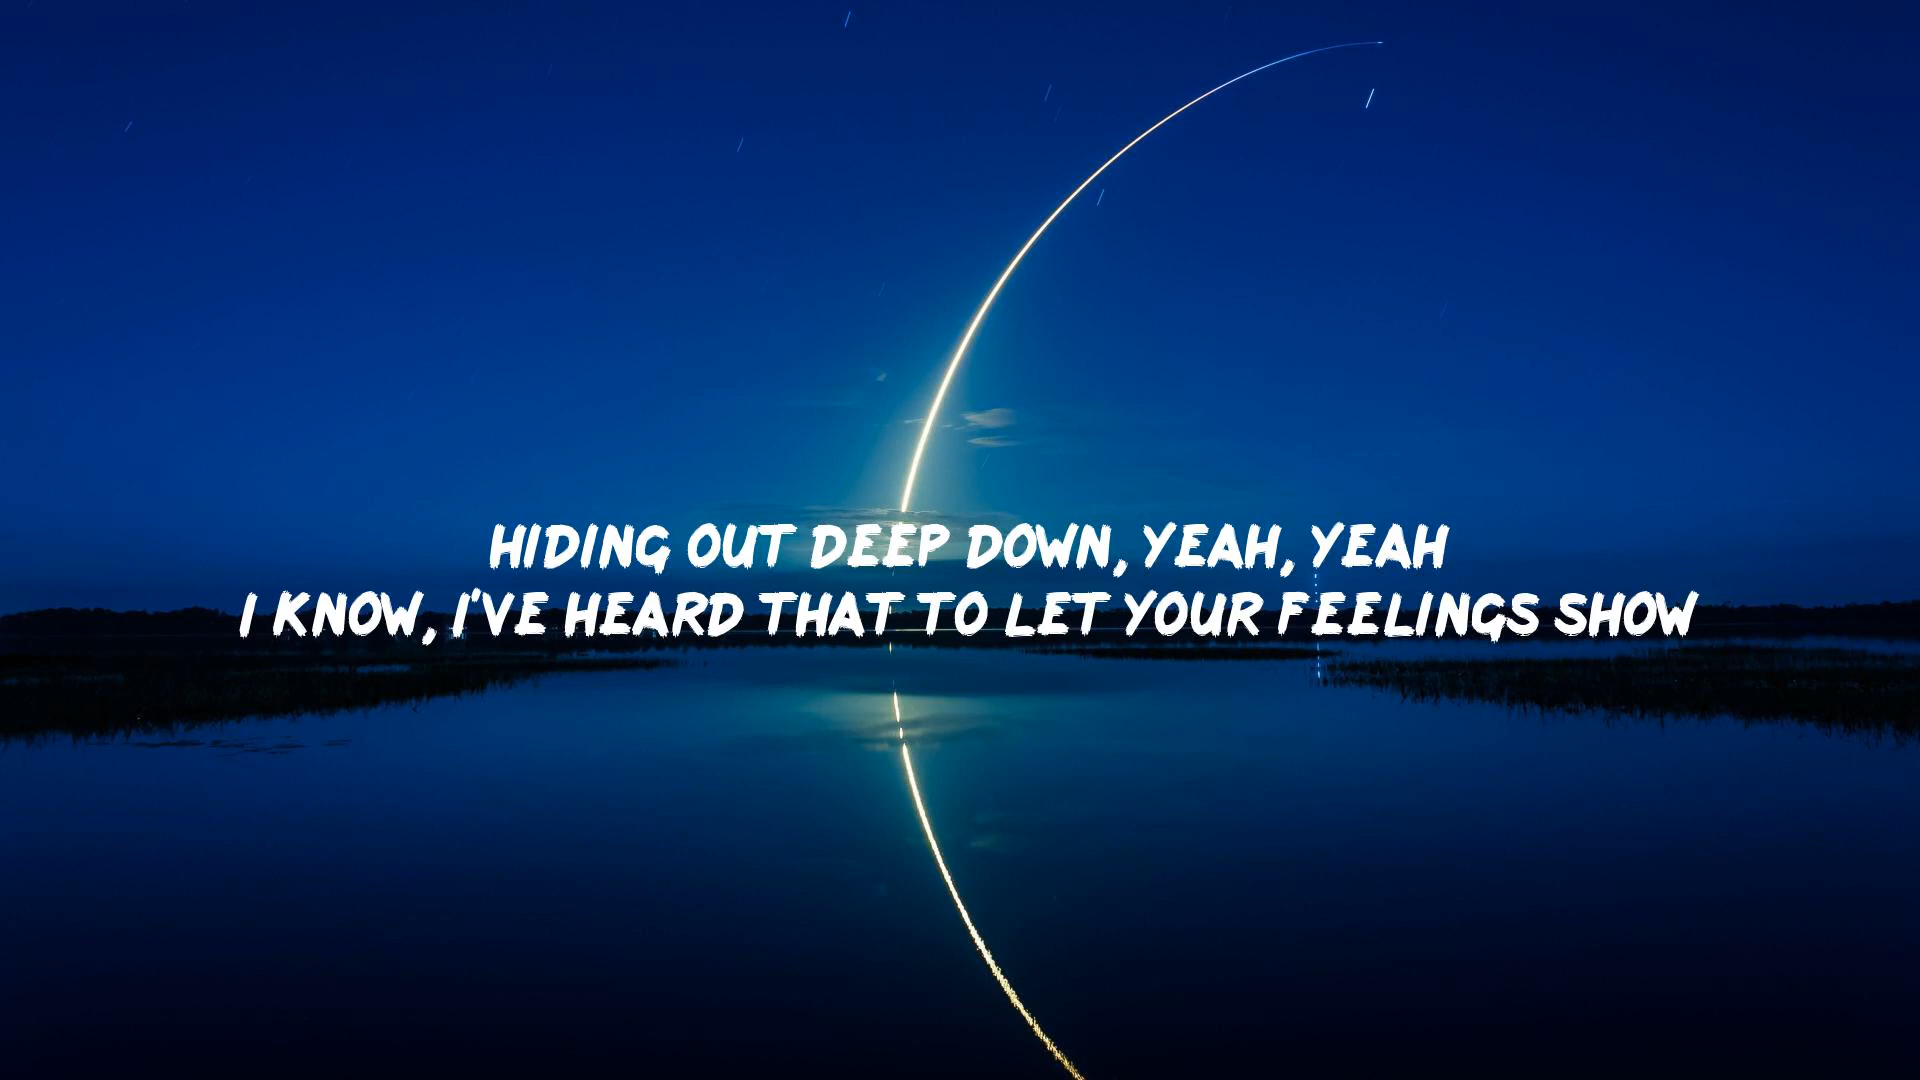 HIDING OUT DEEP DOWN, YEAH, YEAH
I KNOW, I'VE HEARD THAT TO LET YOUR FEELINGS SHOW